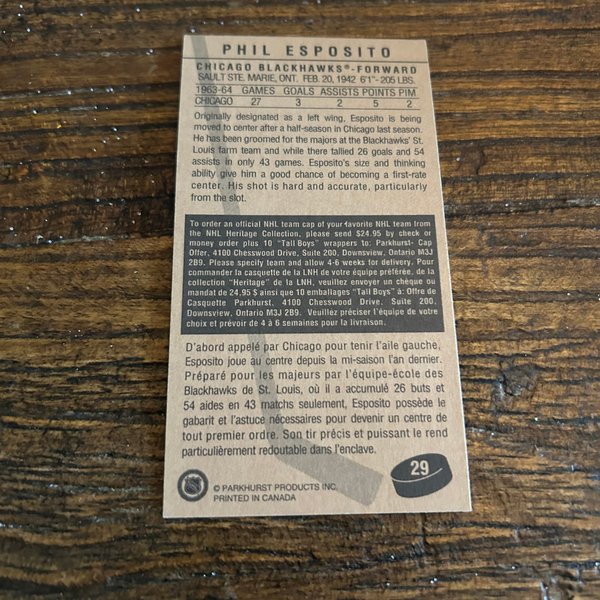 PHIL ESPOSITO
CHICAGO BLACKHAWKS®-FORWARD
SAULT STE. MARIE, ONT. FEB. 20, 1942 6'1"- 205 LBS.
1963-64 GAMES GOALS ASSISTS POINTS PIM
CHICAGO 27 3 2 5 2
Originally designated as a left wing, Esposito is being
moved to center after a half-season in Chicago last season.
He has been groomed for the majors at the Blackhawks' St.
Louis farm team and while there tallied 26 goals and 54
assists in only 43 games. Esposito's size and thinking
ability give him a good chance of becoming a first-rate
center. His shot is hard and accurate, particularly
from the slot.
To order an official NHL team cap of your favorite NHL team from
the NHL Heritage Collection, please send $24.95 by check or
money order plus 10 "Tall Boys" wrappers to: Parkhurst- Cap
Offer, 4100 Chesswood Drive, Suite 200, Downsview, Ontario M3J
2B9. Please specify team and allow 4-6 weeks for delivery. Pour
commander la casquette de la LNH de votre équipe préférée, de la
collection "Heritage" de la LNH, veuillez envoyer un chèque ou
mandat de 24,95 $ ainsi que 10 emballages "Tall Boys" à: Offre de
Casquette Parkhurst, 4100 Chesswood Drive, Suite 200,
Downsview, Ontario M3J 2B9. Veuillez préciser l'équipe de votre
choix et prévoir de 4 à 6 semaines pour la livraison.
D'abord appelé par Chicago pour tenir l'aile gauche,
Esposito joue au centre depuis la mi-saison l'an dernier.
Préparé pour les majeurs par l'équipe-école des
Blackhawks de St. Louis, où il a accumulé 26 buts et
54 aides en 43 matchs seulement, Esposito possède le
gabarit et l'astuce nécessaires pour devenir un centre de
tout premier ordre. Son tir précis et puissant le rend
particulièrement redoutable dans l'enclave.
29
© PARKHURST PRODUCTS INC.
PRINTED IN CANADA